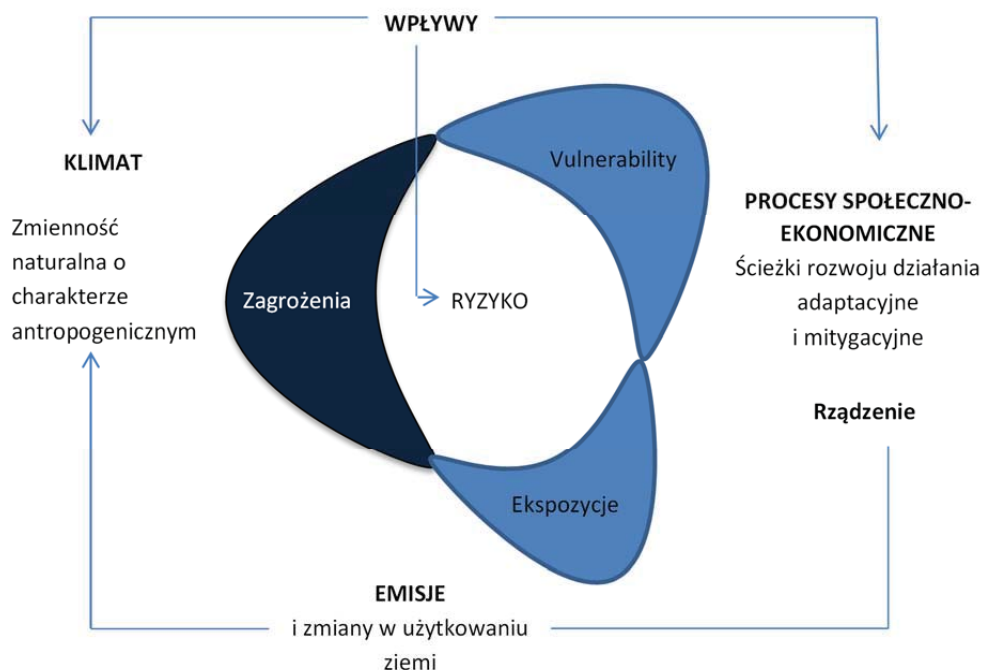 WPŁYWY
KLIMAT
Zmienność
naturalna o
charakterze
antropogenicznym
Zagrożenia
RYZYKO
Vulnerability
Ekspozycje
PROCESY SPOŁECZNO-
EKONOMICZNE
Ścieżki rozwoju działania
adaptacyjne
i mitygacyjne
Rządzenie
EMISJE
i zmiany w użytkowaniu
ziemi